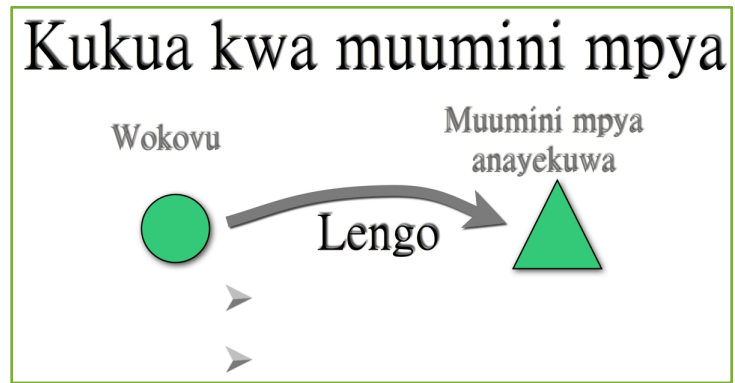 Kukua kwa muumini mpya
Wokovu
Muumini mpya
anayekuwa
Lengo